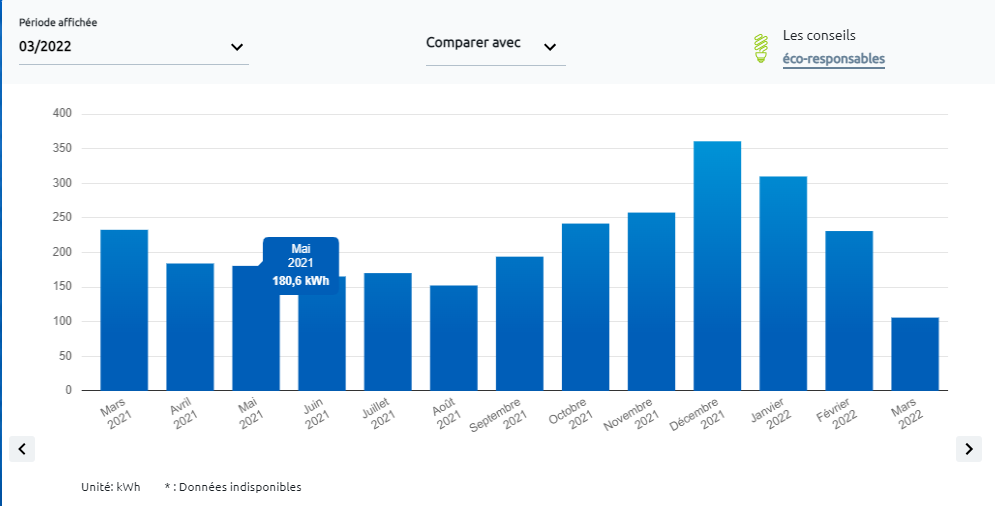 Période affichée
03/2022
Comparer avec
Les conseils
éco-responsables
400
350
300
250
200
150
100
50
0
Mai
2021
180,6 kWh
Mars
2021
Avril
2021
Mai
2021
Juin
2021
Juillet
2021
Août
2021
Septembre
2021
Octobre
2021
Novembre
2021
Décembre
2021
Janvier
2022
Février
2022
Mars
2022
Unité: kWh * : Données indisponibles